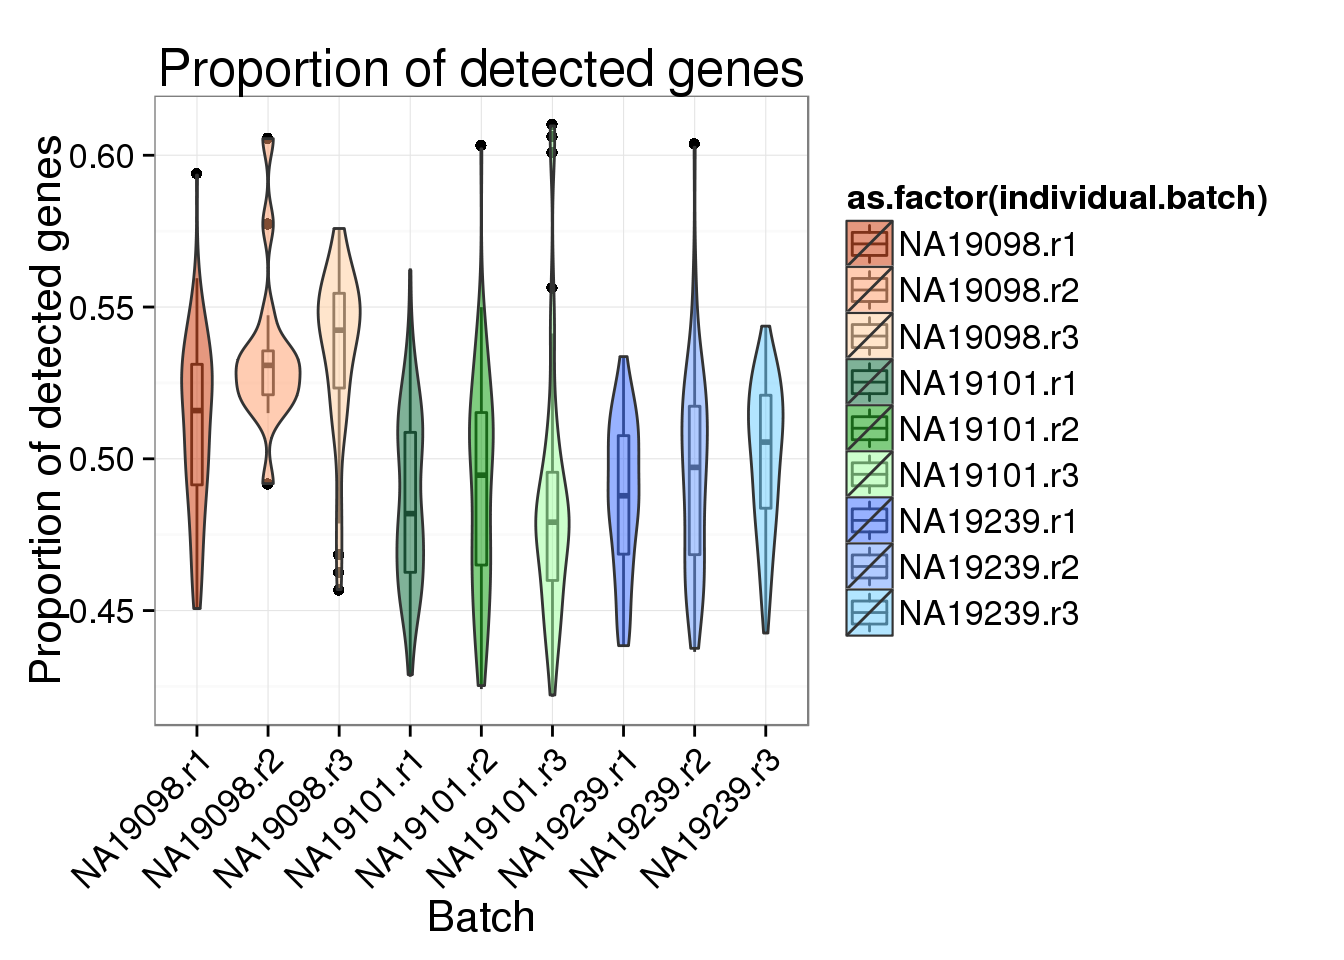 Proportion of detected genes
Proportion of detected genes
0.60
0.55
0.50
0.45
NA19098.r1
NA19098.r2
NA19098.r3
NA19101.r1
NA19101.r2
NA19101.r3
NA19239.r1
NA19239.r2
NA19239.r3
Batch
as.factor(individual.batch)
NA19098.r1
NA19098.r2
NA19098.r3
NA19101.r1
NA19101.r2
NA19101.r3
NA19239.r1
NA19239.r2
NA19239.r3